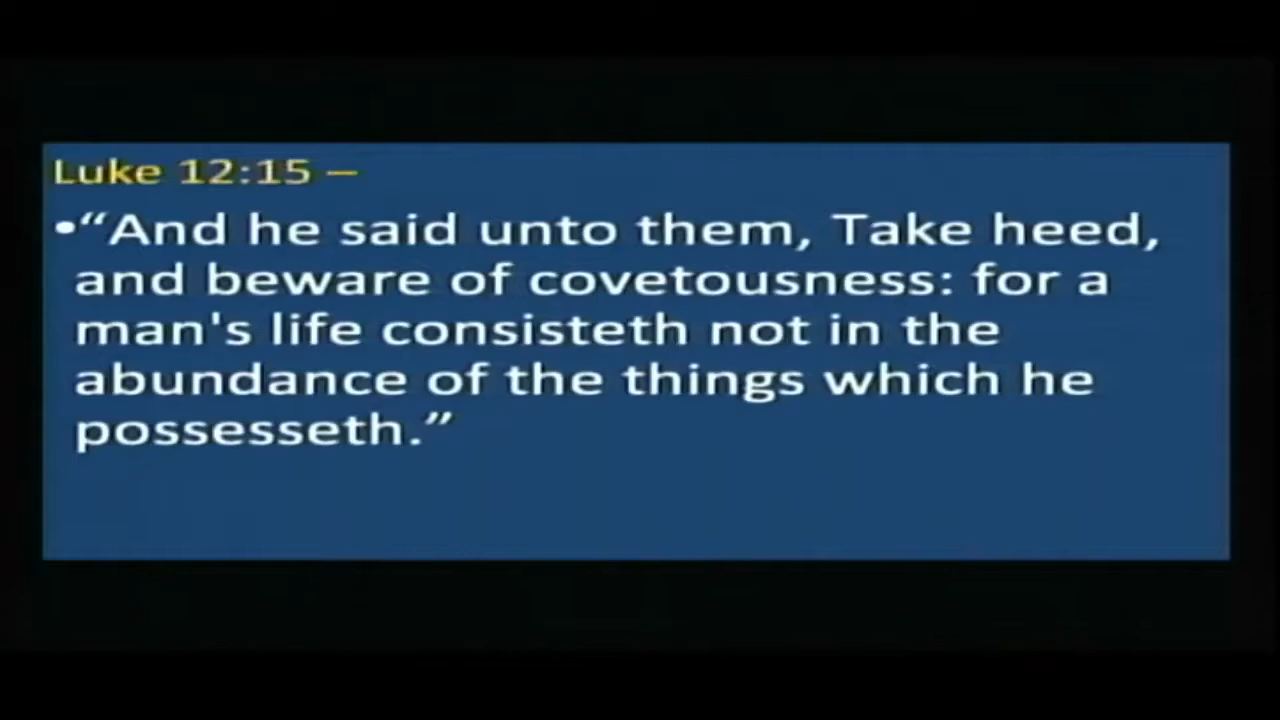 Luke 12:15 –
•“And he said unto them, Take heed,
and beware of covetousness: for a
man's life consisteth not in the
abundance of the things which he
possesseth.”